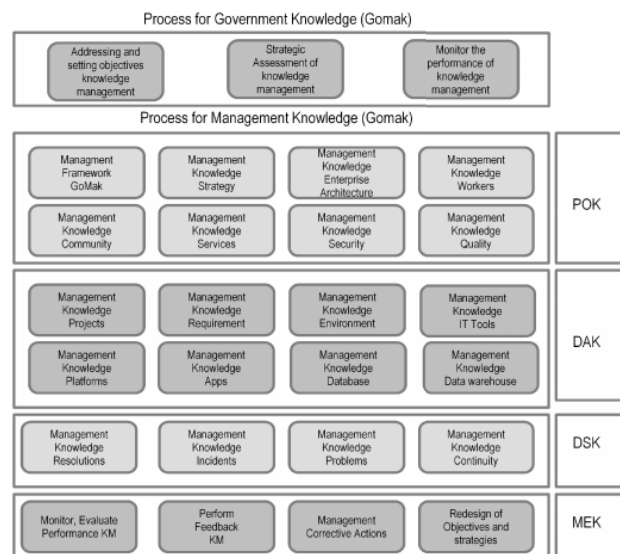 Process for Government Knowledge (Gomak)
Addressing and
setting objectives
knowledge
management
Strategic
Assessment of
knowledge
management
Monitor the
performance of
knowledge
management
Process for Management Knowledge (Gomak)
Managment
Framework
GoMak
Management
Knowledge
Strategy
Management
Knowledge
Enterprise
Architecture
Management
Knowledge
Workers
Management
Knowledge
Community
Management
Knowledge
Services
Management
Knowledge
Security
Management
Knowledge
Quality
POK
Management
Knowledge
Projects
Management
Knowledge
Requirement
Management
Knowledge
Environment
Management
Knowledge
IT Tools
Management
Knowledge
Platforms
Management
Knowledge
Apps
Management
Knowledge
Database
Management
Knowledge
Data warehouse
DAK
Management
Knowledge
Resolutions
Management
Knowledge
Incidents
Management
Knowledge
Problems
Management
Knowledge
Continuity
DSK
Monitor, Evaluate
Performance KM
Perform
Feedback
KM
Management
Corrective Actions
Redesign of
Objectives and
strategies
MEK